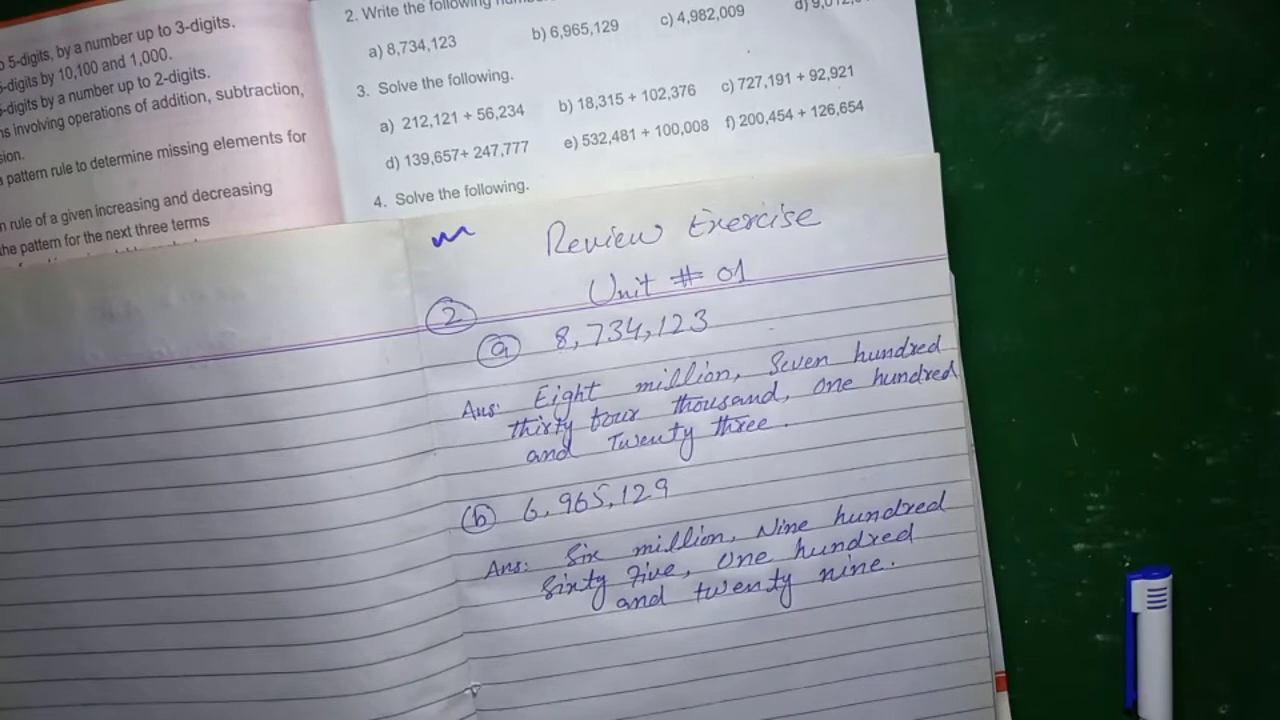 5-digits, by a number up to 3-digits.
-digits by 10,100 and 1,000.
-digits by a number up to 2-digits.
involving operations of addition, subtraction,
pattern rule to determine missing elements for
rule of a given increasing and decreasing
the pattern for the next three terms
2. Write the following
a) 8,734,123 b) 6,965,129 c) 4,982,009 d)
3. Solve the following.
a) 212,121 + 56,234 b) 18,315 + 102,376 c) 727,191 + 92,921
d) 139,657+ 247,777 e) 532,481 + 100,008 f) 200,454 + 126,654
4. Solve the following.
Review Exercise
Unit # 01
2
a 8,734,123
Ans: Eight million, Seven hundred
thirty four thousand, one hundred
and Twenty three.
b 6,965,129
Ans: Six million, Nine hundred
Sixty Five, One hundred
and twenty nine.